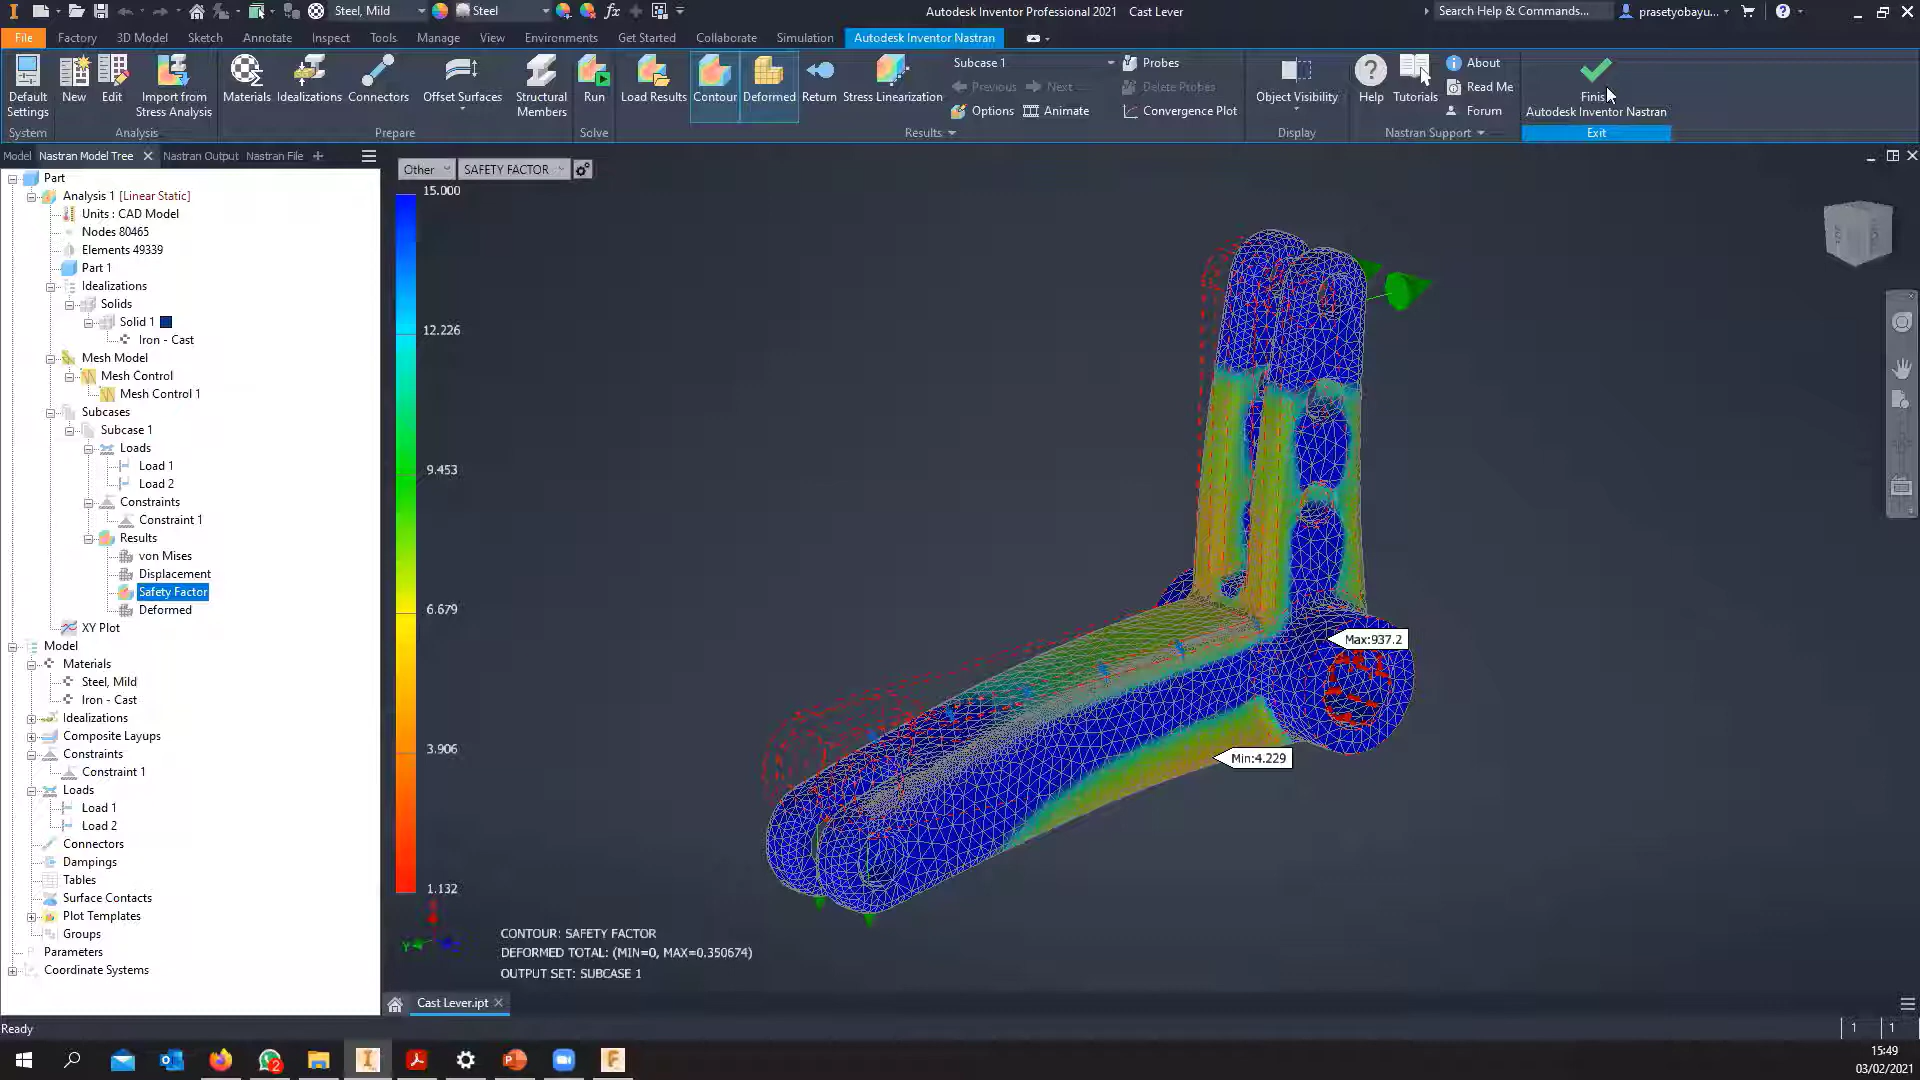 Steel, Mild
Steel
Autodesk Inventor Professional 2021 Cast Lever
Search Help & Commands...
prasetyobayu...
File Factory 3D Model Sketch Annotate Inspect Tools Manage View Environments Get Started Collaborate Simulation Autodesk Inventor Nastran
Default Settings
New
Edit
Import from Stress Analysis
Materials
Idealizations
Connectors
Offset Surfaces
Structural Members
Run
Load Results
Contour
Deformed
Return
Stress Linearization
Subcase 1
Previous Next
Options Animate
Probes
Delete Probes
Convergence Plot
Object Visibility
Help
Tutorials
About
Read Me
Forum
Finis
Autodesk Inventor Nastran
System Analysis Prepare Solve Results Display Nastran Support Exit
Model Nastran Model Tree Nastran Output Nastran File
Part
Analysis 1 [Linear Static]
Units : CAD Model
Nodes 80465
Elements 49339
Part 1
Idealizations
Solids
Solid 1
Iron - Cast
Mesh Model
Mesh Control
Mesh Control 1
Subcases
Subcase 1
Loads
Load 1
Load 2
Constraints
Constraint 1
Results
von Mises
Displacement
Safety Factor
Deformed
XY Plot
Model
Materials
Steel, Mild
Iron - Cast
Idealizations
Composite Layups
Constraints
Constraint 1
Loads
Load 1
Load 2
Connectors
Dampings
Tables
Surface Contacts
Plot Templates
Groups
Parameters
Coordinate Systems
Other SAFETY FACTOR
15.000
12.226
9.453
6.679
3.906
1.132
Max:937.2
Min:4.229
CONTOUR: SAFETY FACTOR
DEFORMED TOTAL: (MIN=0, MAX=0.350674)
OUTPUT SET: SUBCASE 1
Cast Lever.ipt
Ready
1 1
2
15:49
03/02/2021